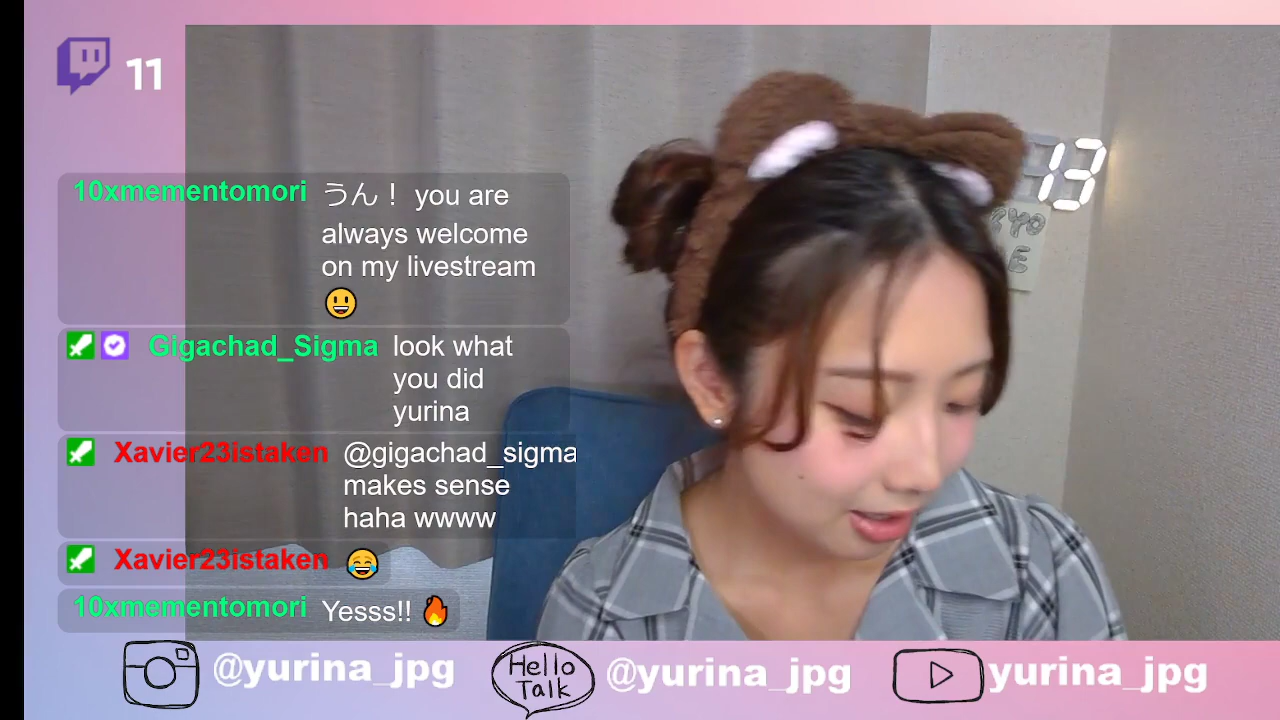 11
10xmementomori うん！ you are
always welcome
on my livestream
😃
Gigachad_Sigma look what
you did
yurina
Xavier23istaken @gigachad_sigma
makes sense
haha wwww
Xavier23istaken 😂
10xmementomori Yesss!! 🔥
13
@yurina_jpg
Hello
Talk
@yurina_jpg
yurina_jpg